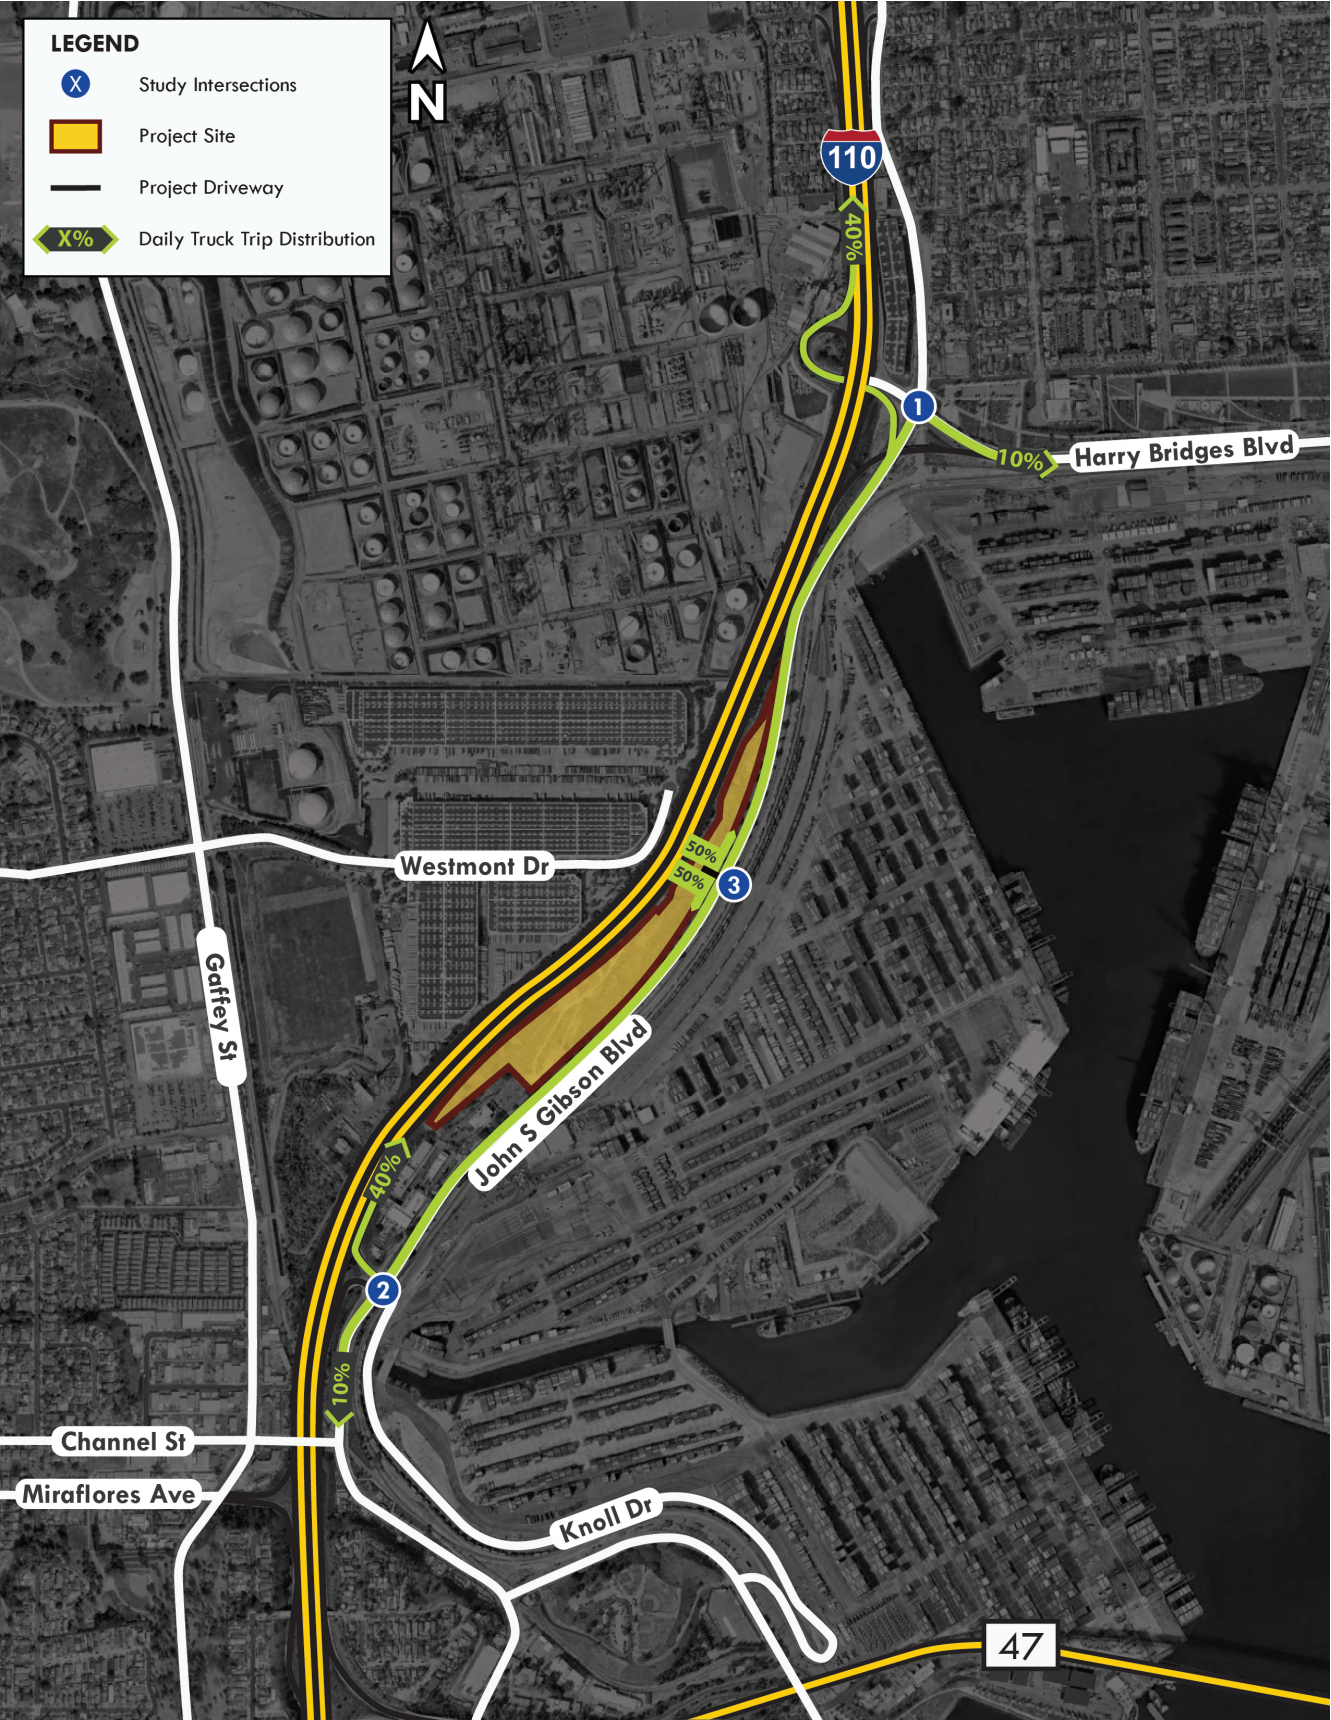 LEGEND
X Study Intersections
Project Site
Project Driveway
X% Daily Truck Trip Distribution
N
110
40%
1
10%
Harry Bridges Blvd
Westmont Dr
50%
50%
3
Gaffey St
John S Gibson Blvd
40%
2
10%
Channel St
Miraflores Ave
Knoll Dr
47